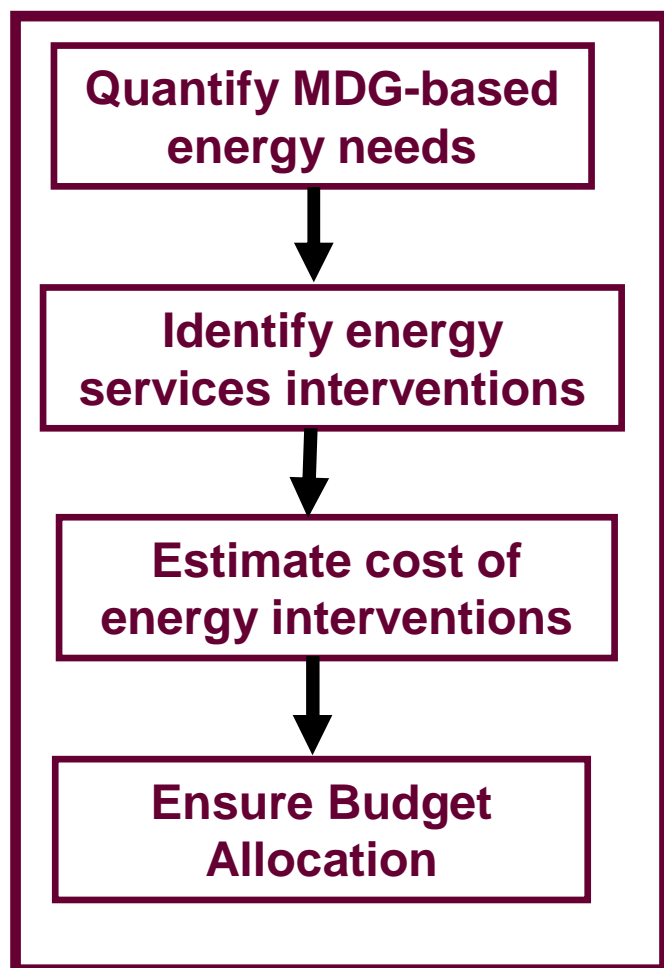 Quantify MDG-based
energy needs
Identify energy
services interventions
Estimate cost of
energy interventions
Ensure Budget
Allocation